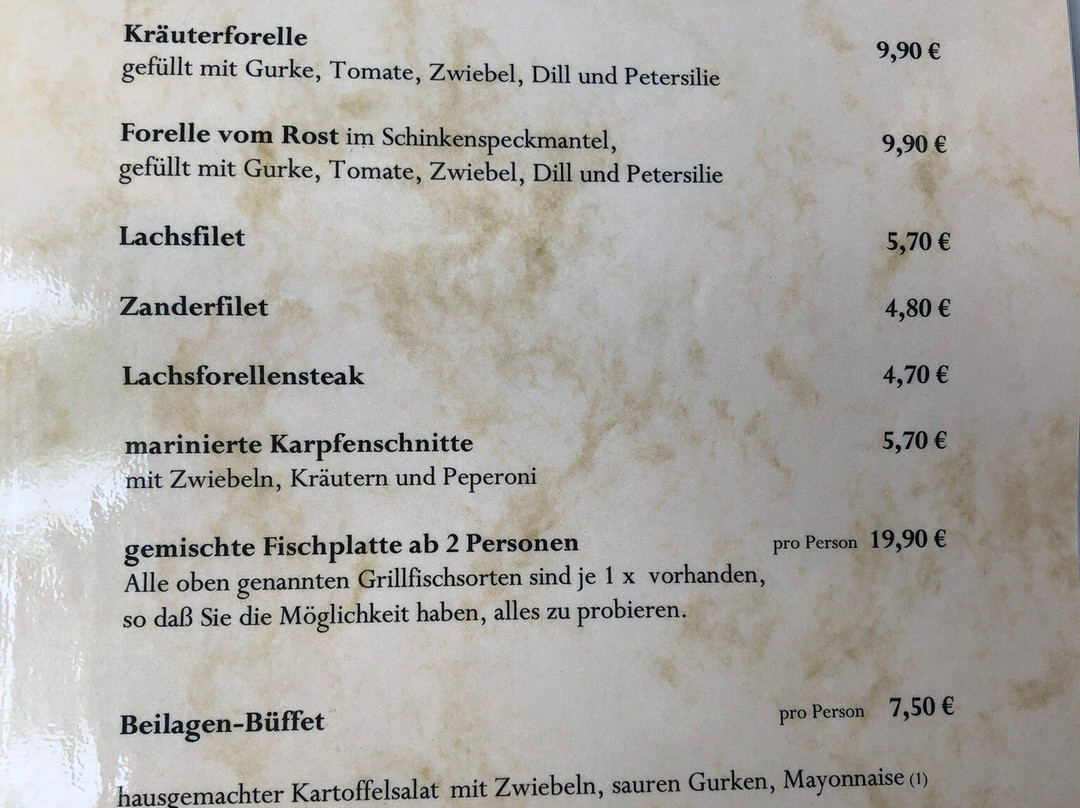 Kräuterforelle 9,90 €
gefüllt mit Gurke, Tomate, Zwiebel, Dill und Petersilie
Forelle vom Rost im Schinkenspeckmantel, 9,90 €
gefüllt mit Gurke, Tomate, Zwiebel, Dill und Petersilie
Lachsfilet 5,70 €
Zanderfilet 4,80 €
Lachsforellensteak 4,70 €
marinierte Karpfenschnitte 5,70 €
mit Zwiebeln, Kräutern und Peperoni
gemischte Fischplatte ab 2 Personen pro Person 19,90 €
Alle oben genannten Grillfischsorten sind je 1 x vorhanden,
so daß Sie die Möglichkeit haben, alles zu probieren.
Beilagen-Büffet pro Person 7,50 €
hausgemachter Kartoffelsalat mit Zwiebeln, sauren Gurken, Mayonnaise (1)